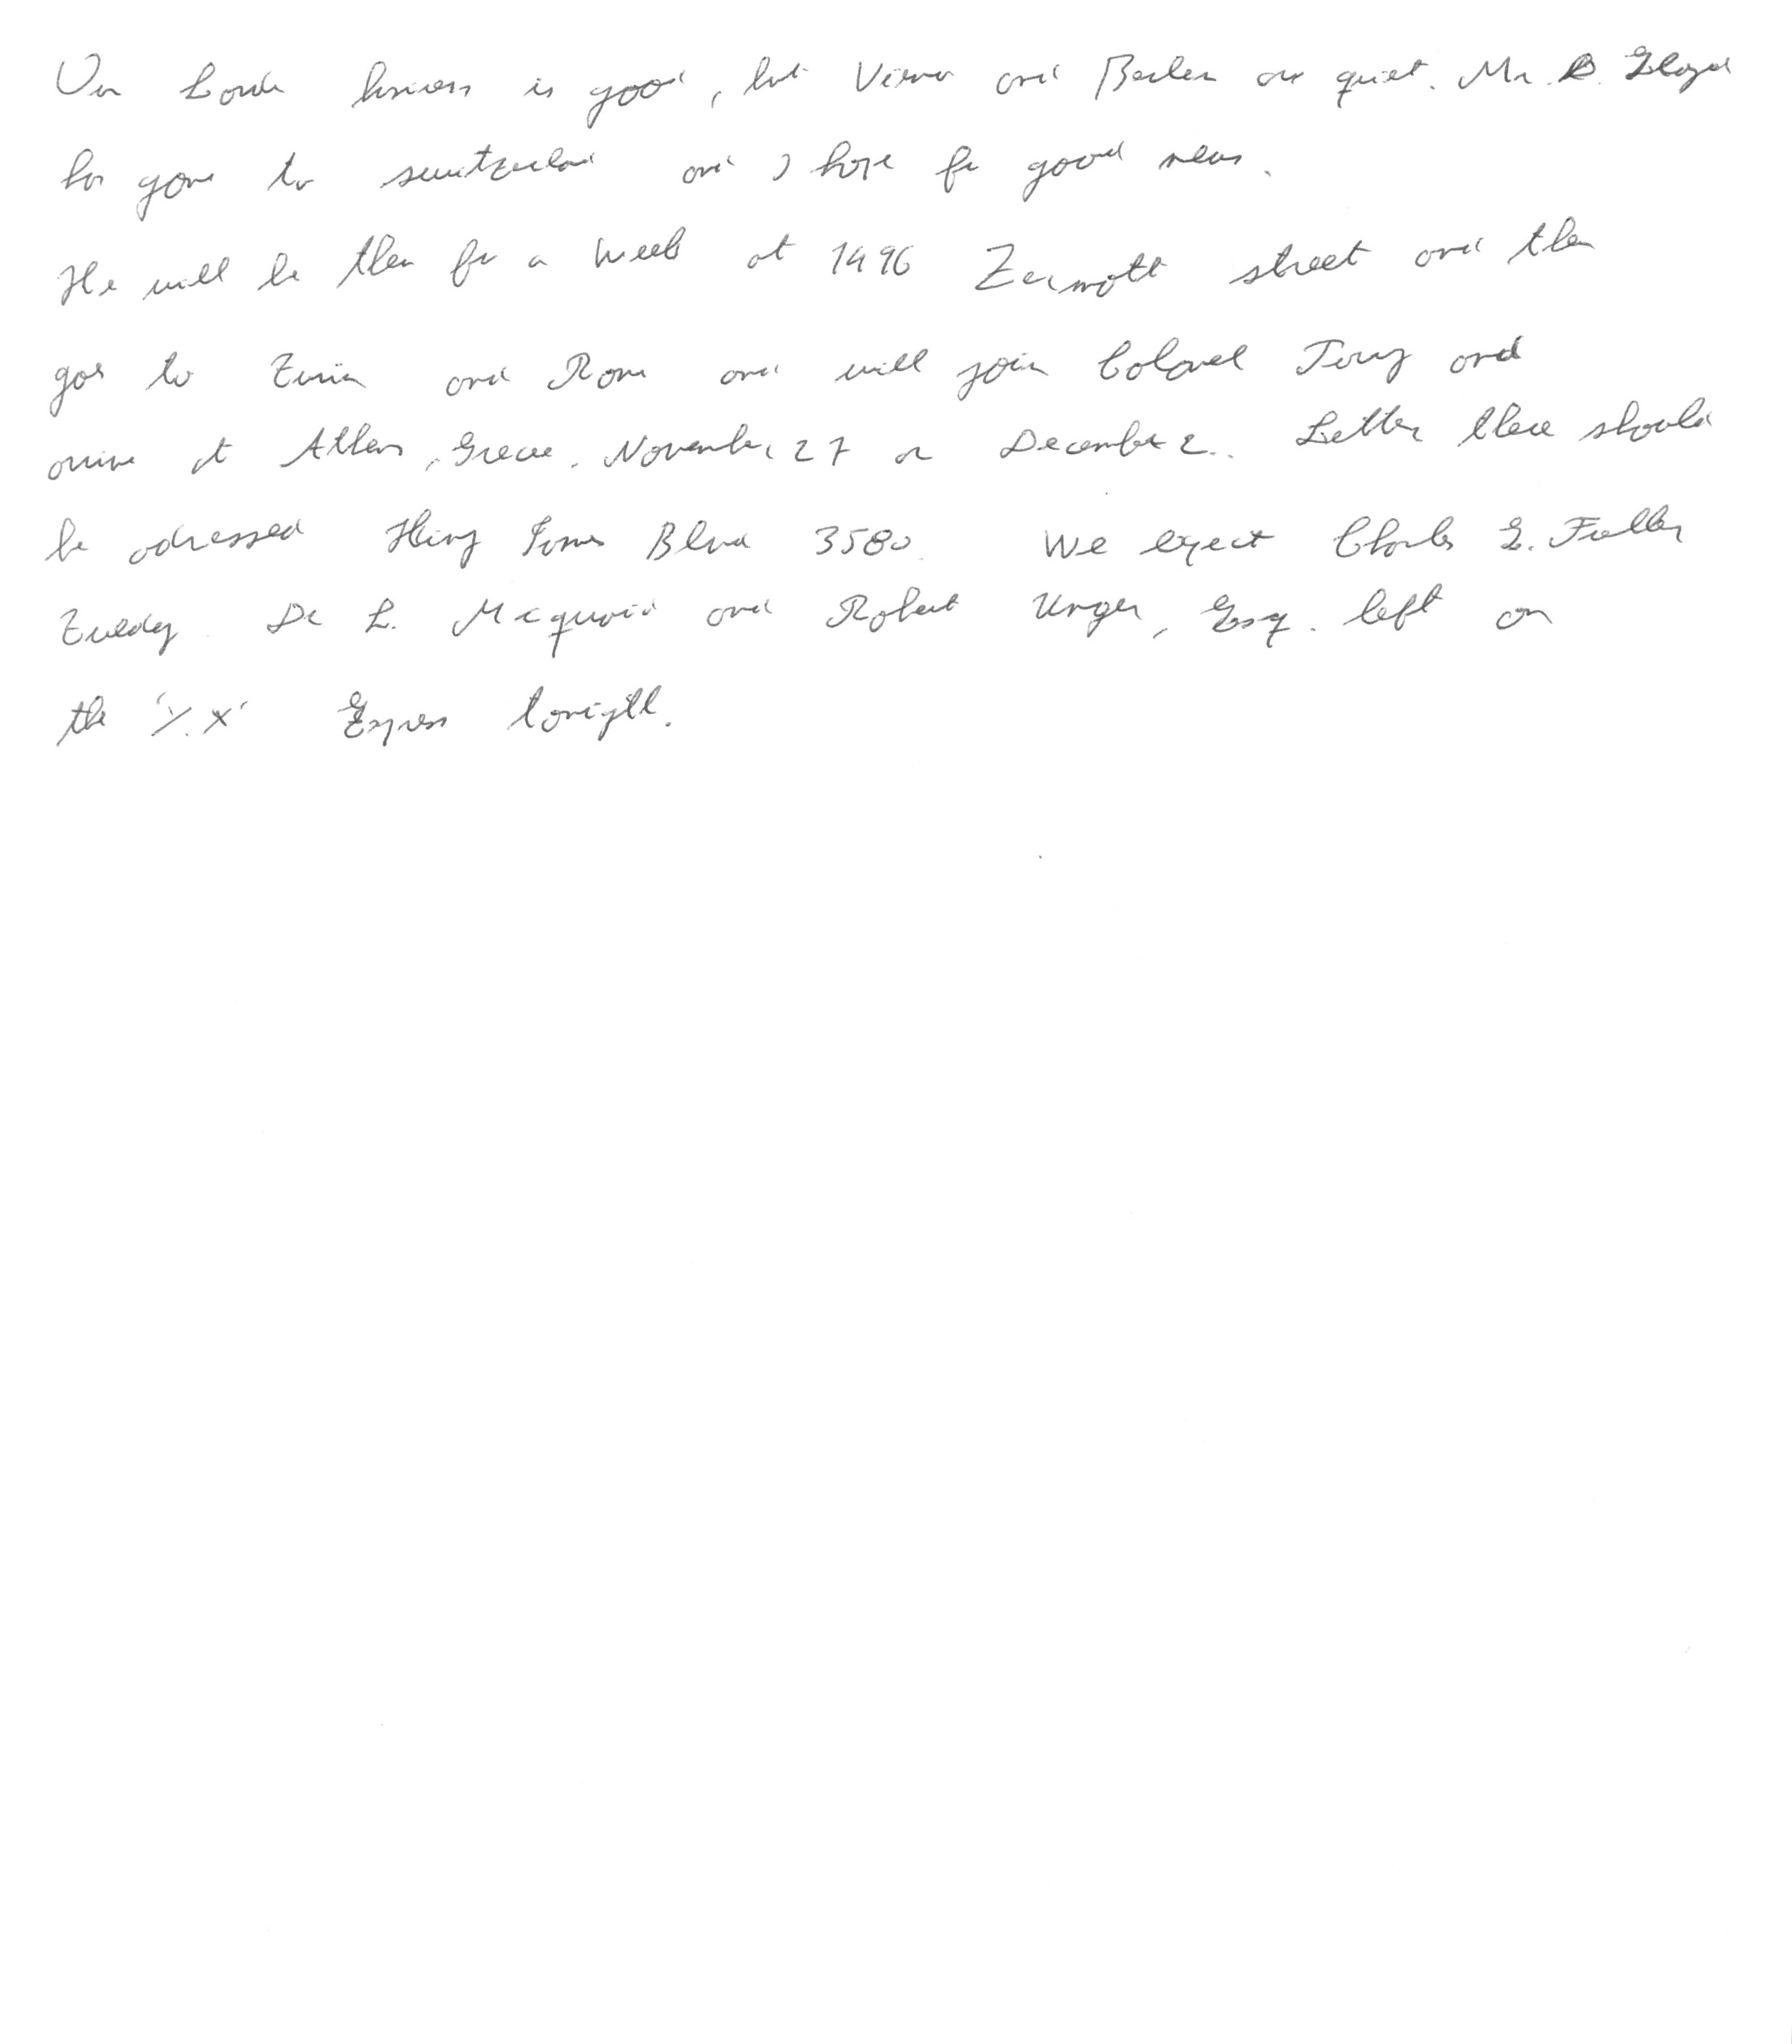 Our London business is good, but Vienna and Berlin are quiet. Mr. D. Lloyd
has gone to switzerland and I hope for good news.
He will be there for a week at 1496 Zermott street and then
goes to Turin and Rome and will join Colonel Perry and
arrive at Athens, Greece, November 27 or December 2. Letters there should
be adressed King James Blvd 3580. We expect Charles E. Fuller
Tuesday. Dr L. Mcquaid and Robert Unger, Esq. left on
the 'Y.X' Express tonight.